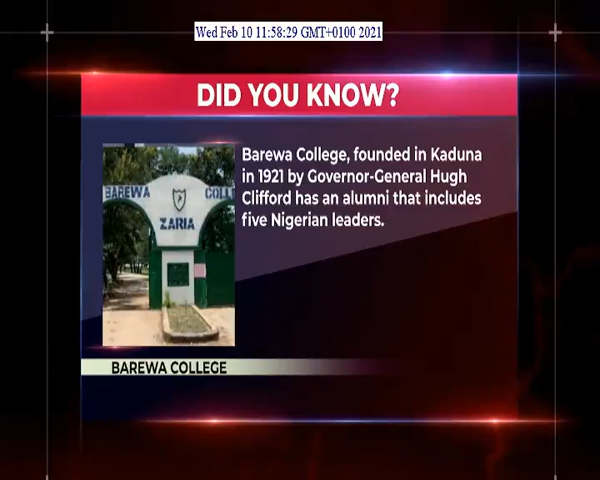 Wed Feb 10 11:58:29 GMT+0100 2021
DID YOU KNOW?
Barewa College, founded in Kaduna
in 1921 by Governor-General Hugh
Clifford has an alumni that includes
five Nigerian leaders.
BAREWA COLL
ZARIA
BAREWA COLLEGE